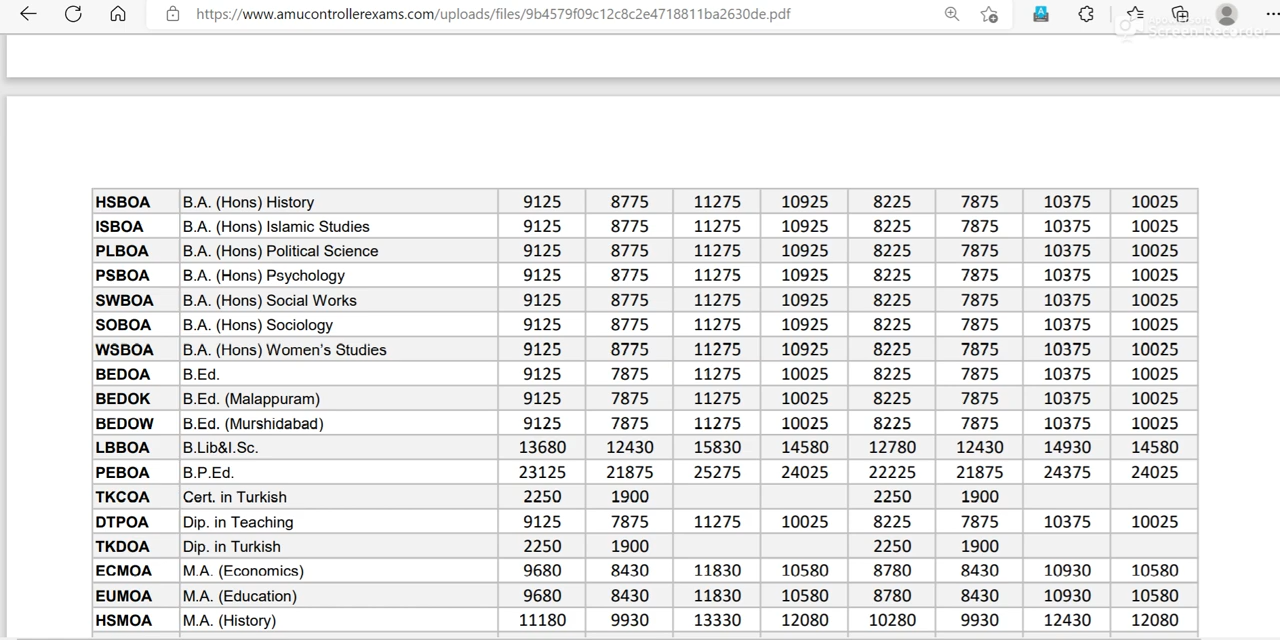 https://www.amucontrollerexams.com/uploads/files/9b4579f09c12c8c2e4718811ba2630de.pdf
Screen Recorder
HSBOA B.A. (Hons) History 9125 8775 11275 10925 8225 7875 10375 10025
ISBOA B.A. (Hons) Islamic Studies 9125 8775 11275 10925 8225 7875 10375 10025
PLBOA B.A. (Hons) Political Science 9125 8775 11275 10925 8225 7875 10375 10025
PSBOA B.A. (Hons) Psychology 9125 8775 11275 10925 8225 7875 10375 10025
SWBOA B.A. (Hons) Social Works 9125 8775 11275 10925 8225 7875 10375 10025
SOBOA B.A. (Hons) Sociology 9125 8775 11275 10925 8225 7875 10375 10025
WSBOA B.A. (Hons) Women's Studies 9125 8775 11275 10925 8225 7875 10375 10025
BEDOA B.Ed. 9125 7875 11275 10025 8225 7875 10375 10025
BEDOK B.Ed. (Malappuram) 9125 7875 11275 10025 8225 7875 10375 10025
BEDOW B.Ed. (Murshidabad) 9125 7875 11275 10025 8225 7875 10375 10025
LBBOA B.Lib&I.Sc. 13680 12430 15830 14580 12780 12430 14930 14580
PEBOA B.P.Ed. 23125 21875 25275 24025 22225 21875 24375 24025
TKCOA Cert. in Turkish 2250 1900 2250 1900
DTPOA Dip. in Teaching 9125 7875 11275 10025 8225 7875 10375 10025
TKDOA Dip. in Turkish 2250 1900 2250 1900
ECMOA M.A. (Economics) 9680 8430 11830 10580 8780 8430 10930 10580
EUMOA M.A. (Education) 9680 8430 11830 10580 8780 8430 10930 10580
HSMOA M.A. (History) 11180 9930 13330 12080 10280 9930 12430 12080